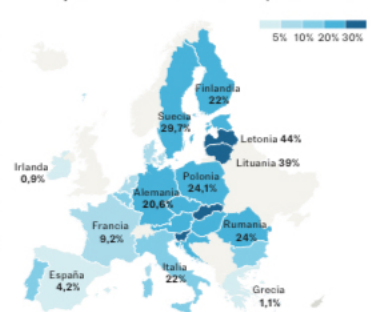 5% 10% 20% 30%
Finlandia
22%
Suecia
29,7%
Letonia 44%
Lituania 39%
Irlanda
0,9%
Polonia
24,1%
Alemania
20,6%
Francia
9,2%
Rumania
24%
España
4,2%
Italia
22%
Grecia
1,1%